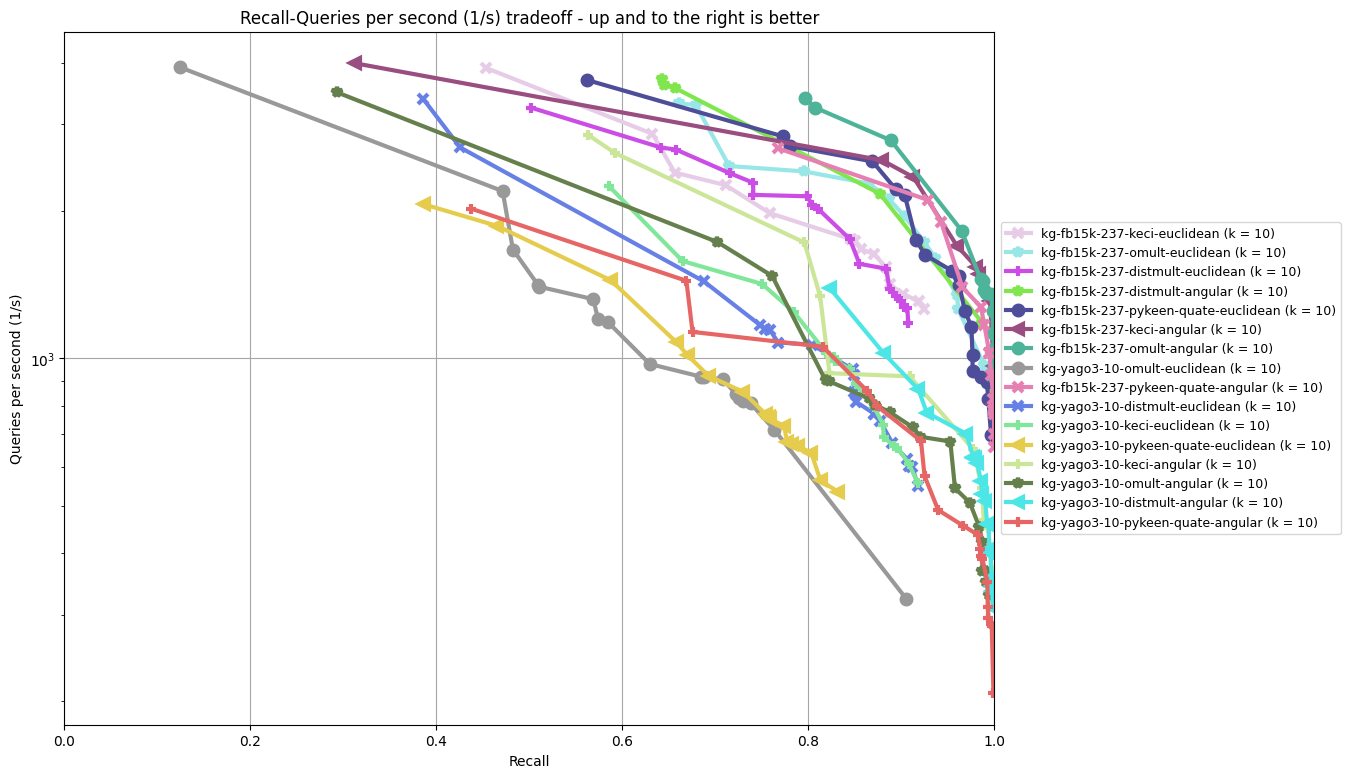 Recall-Queries per second (1/s) tradeoff - up and to the right is better
Queries per second (1/s)
10³
0.0
0.2
0.4
0.6
0.8
1.0
Recall
kg-fb15k-237-keci-euclidean (k = 10)
kg-fb15k-237-omult-euclidean (k = 10)
kg-fb15k-237-distmult-euclidean (k = 10)
kg-fb15k-237-distmult-angular (k = 10)
kg-fb15k-237-pykeen-quate-euclidean (k = 10)
kg-fb15k-237-keci-angular (k = 10)
kg-fb15k-237-omult-angular (k = 10)
kg-yago3-10-omult-euclidean (k = 10)
kg-fb15k-237-pykeen-quate-angular (k = 10)
kg-yago3-10-distmult-euclidean (k = 10)
kg-yago3-10-keci-euclidean (k = 10)
kg-yago3-10-pykeen-quate-euclidean (k = 10)
kg-yago3-10-keci-angular (k = 10)
kg-yago3-10-omult-angular (k = 10)
kg-yago3-10-distmult-angular (k = 10)
kg-yago3-10-pykeen-quate-angular (k = 10)